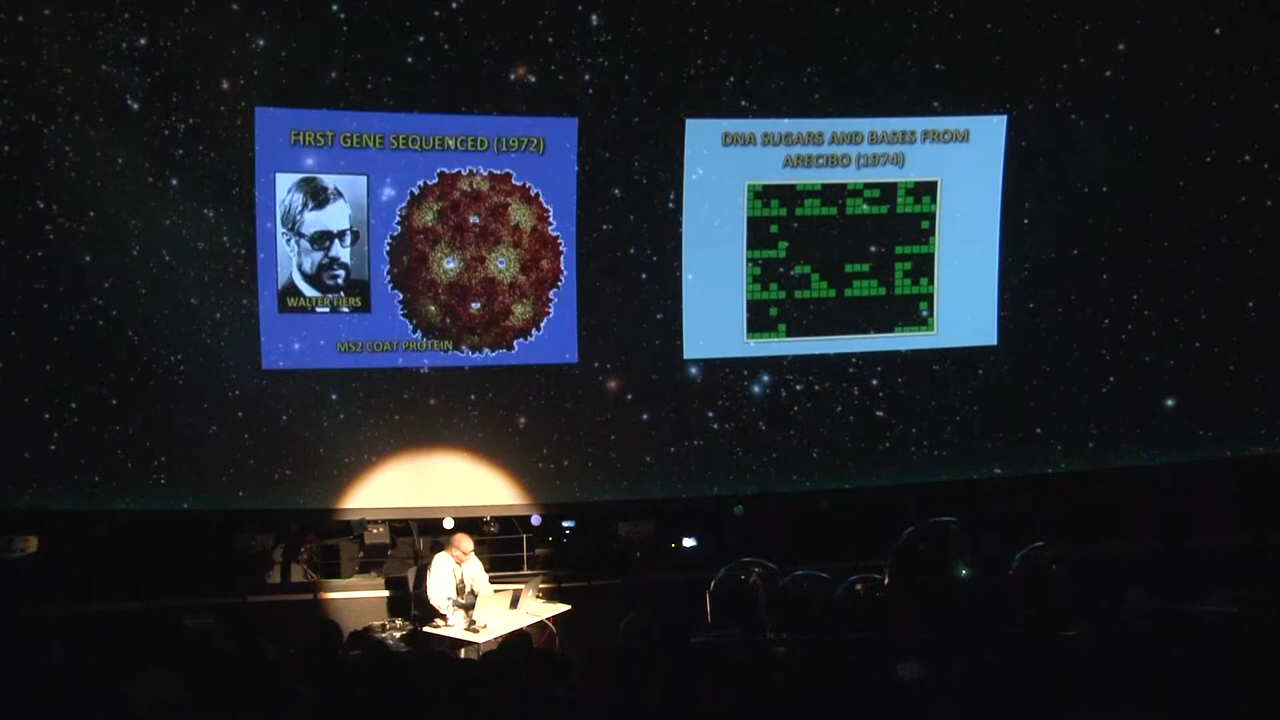 FIRST GENE SEQUENCED (1972)
WALTER FIERS
MS2 COAT PROTEIN
DNA SUGARS AND BASES FROM
ARECIBO (1974)